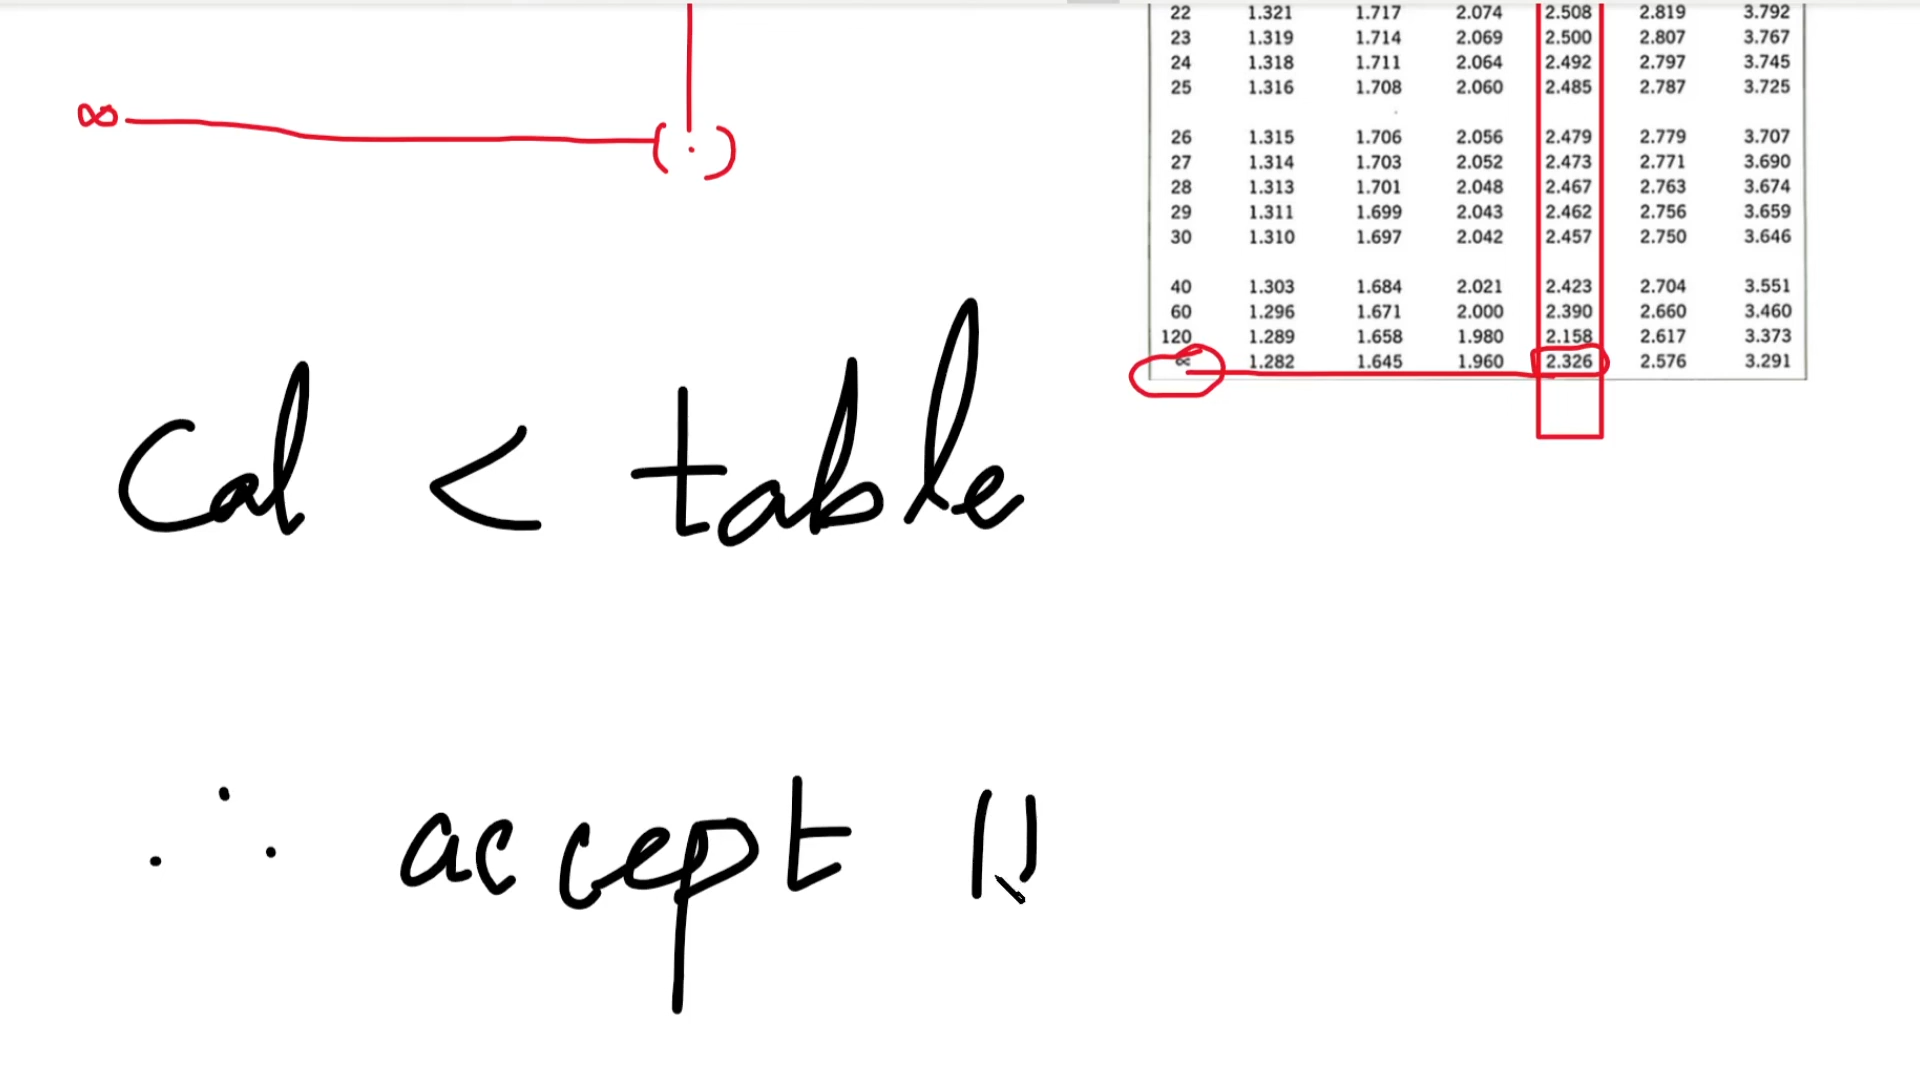 22 1.321 1.717 2.074 2.508 2.819 3.792
23 1.319 1.714 2.069 2.500 2.807 3.767
24 1.318 1.711 2.064 2.492 2.797 3.745
25 1.316 1.708 2.060 2.485 2.787 3.725
∞ ( . )
26 1.315 1.706 2.056 2.479 2.779 3.707
27 1.314 1.703 2.052 2.473 2.771 3.690
28 1.313 1.701 2.048 2.467 2.763 3.674
29 1.311 1.699 2.043 2.462 2.756 3.659
30 1.310 1.697 2.042 2.457 2.750 3.646
40 1.303 1.684 2.021 2.423 2.704 3.551
60 1.296 1.671 2.000 2.390 2.660 3.460
120 1.289 1.658 1.980 2.158 2.617 3.373
∝ 1.282 1.645 1.960 2.326 2.576 3.291
Cal < table
∴ accept